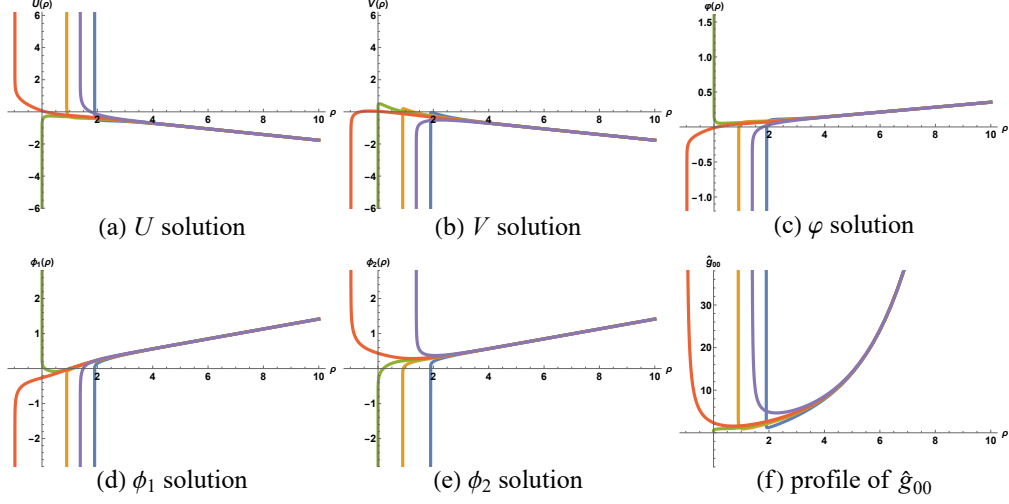 U(ρ)
6
4
2
2 4 6 8 10 ρ
-2
-4
-6
(a) U solution
V(ρ)
6
4
2
2 4 6 8 10 ρ
-2
-4
-6
(b) V solution
φ(ρ)
1.5
1.0
0.5
2 4 6 8 10 ρ
-0.5
-1.0
(c) φ solution
ϕ₁(ρ)
2
1
2 4 6 8 10 ρ
-1
-2
(d) ϕ₁ solution
ϕ₂(ρ)
2
1
2 4 6 8 10 ρ
-1
-2
(e) ϕ₂ solution
ĝ₀₀
30
20
10
2 4 6 8 10 ρ
(f) profile of ĝ₀₀